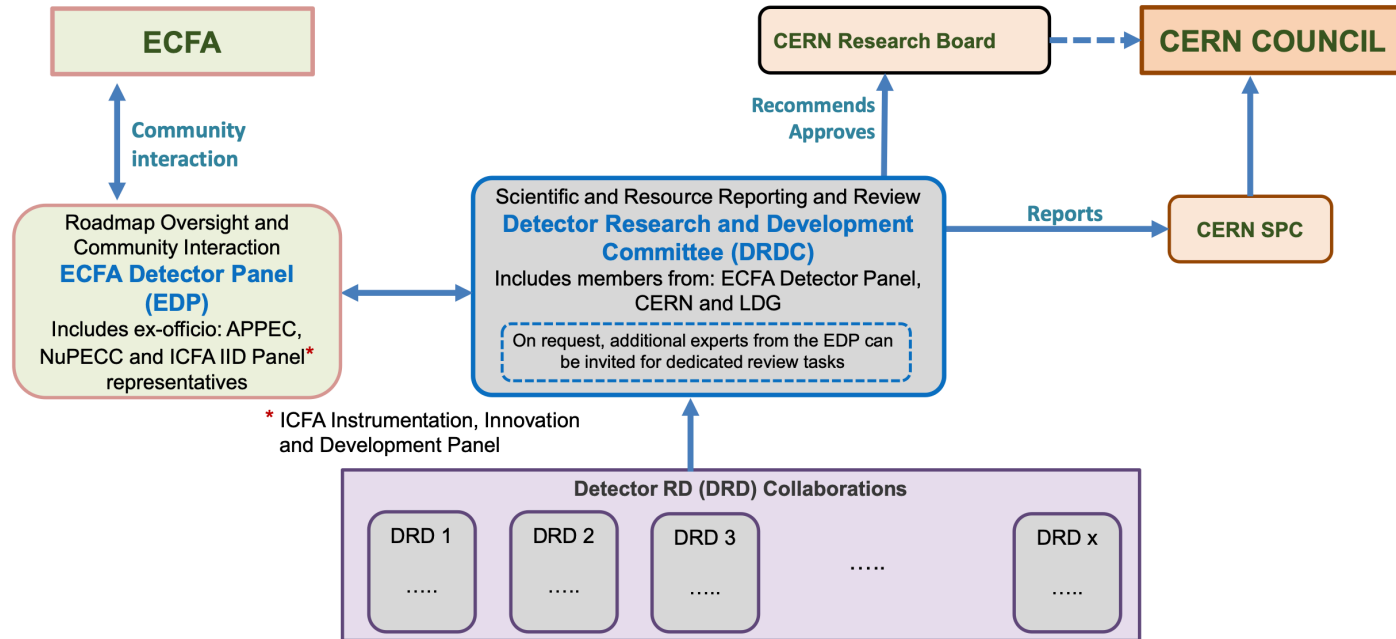 ECFA
CERN Research Board
CERN COUNCIL
Community
interaction
Recommends
Approves
Roadmap Oversight and
Community Interaction
ECFA Detector Panel
(EDP)
Includes ex-officio: APPEC,
NuPECC and ICFA IID Panel*
representatives
Scientific and Resource Reporting and Review
Detector Research and Development
Committee (DRDC)
Includes members from: ECFA Detector Panel,
CERN and LDG
On request, additional experts from the EDP can
be invited for dedicated review tasks
Reports
CERN SPC
* ICFA Instrumentation, Innovation
and Development Panel
Detector RD (DRD) Collaborations
DRD 1
.....
DRD 2
.....
DRD 3
.....
.....
DRD x
.....